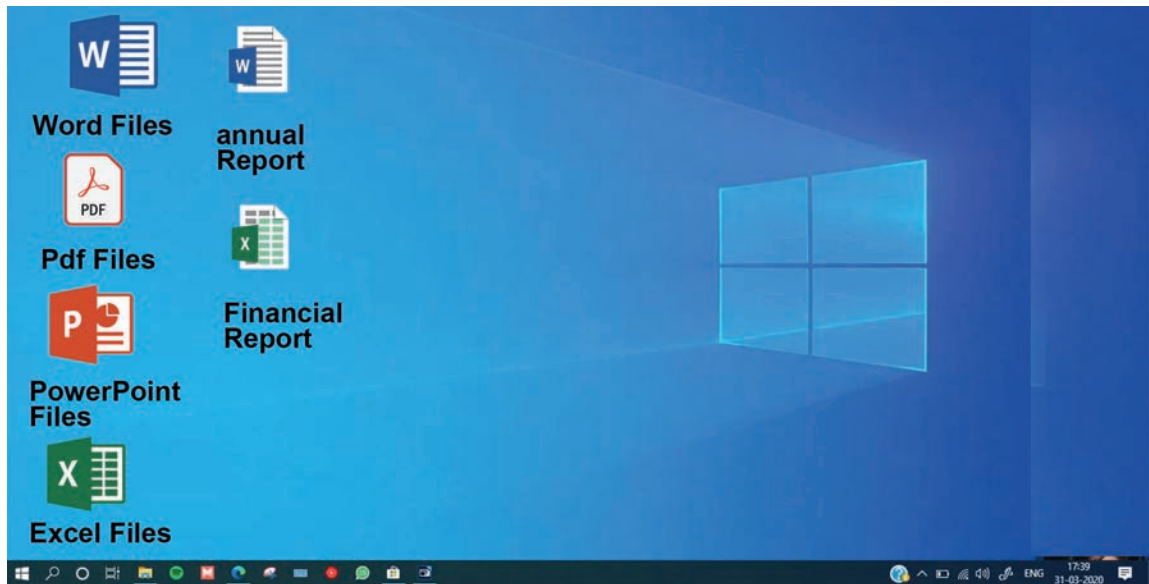 W
Word Files
W
annual
Report
PDF
Pdf Files
X
Financial
Report
P
PowerPoint
Files
X
Excel Files
ENG
17:39
31-03-2020